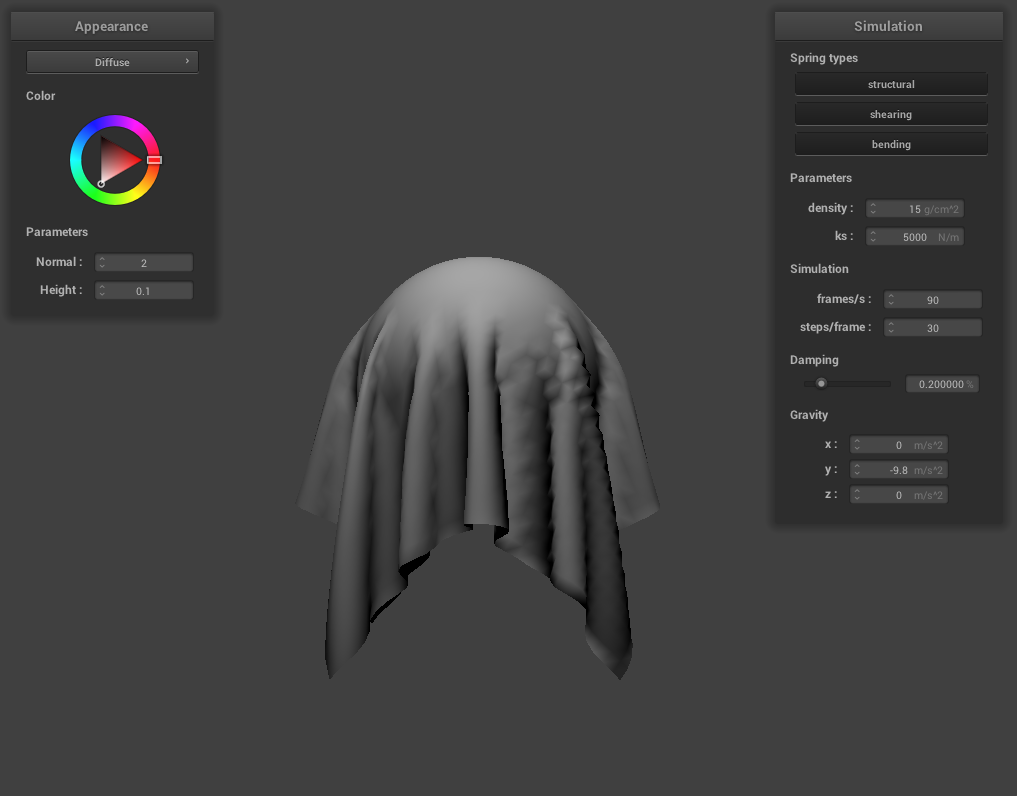 Appearance
Diffuse ›
Color
Parameters
Normal : 2
Height : 0.1
Simulation
Spring types
structural
shearing
bending
Parameters
density : 15 g/cm^2
ks : 5000 N/m
Simulation
frames/s : 90
steps/frame : 30
Damping
0.200000 %
Gravity
x : 0 m/s^2
y : -9.8 m/s^2
z : 0 m/s^2